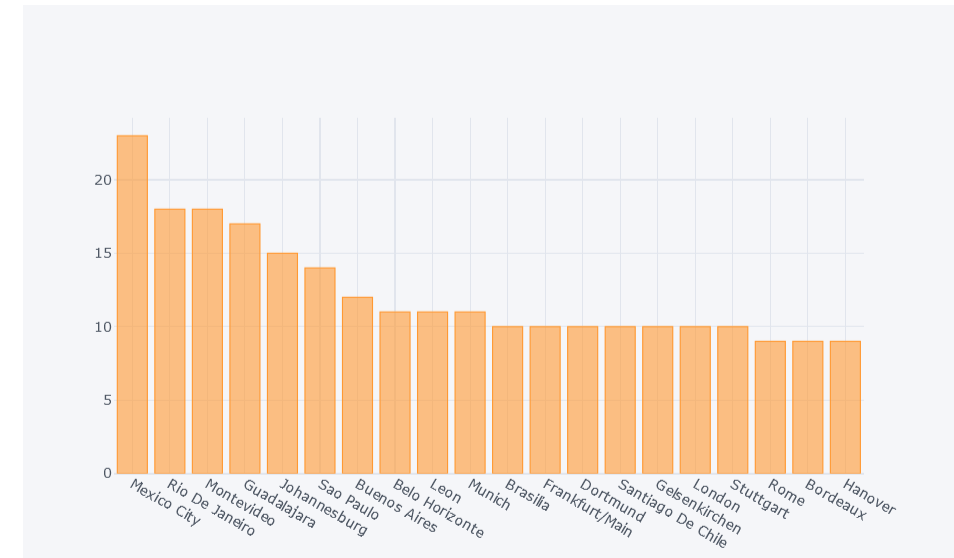 20
15
10
5
0
Mexico City
Rio De Janeiro
Montevideo
Guadalajara
Johannesburg
Sao Paulo
Buenos Aires
Belo Horizonte
Leon
Munich
Brasilia
Frankfurt/Main
Dortmund
Santiago De Chile
Gelsenkirchen
London
Stuttgart
Rome
Bordeaux
Hanover